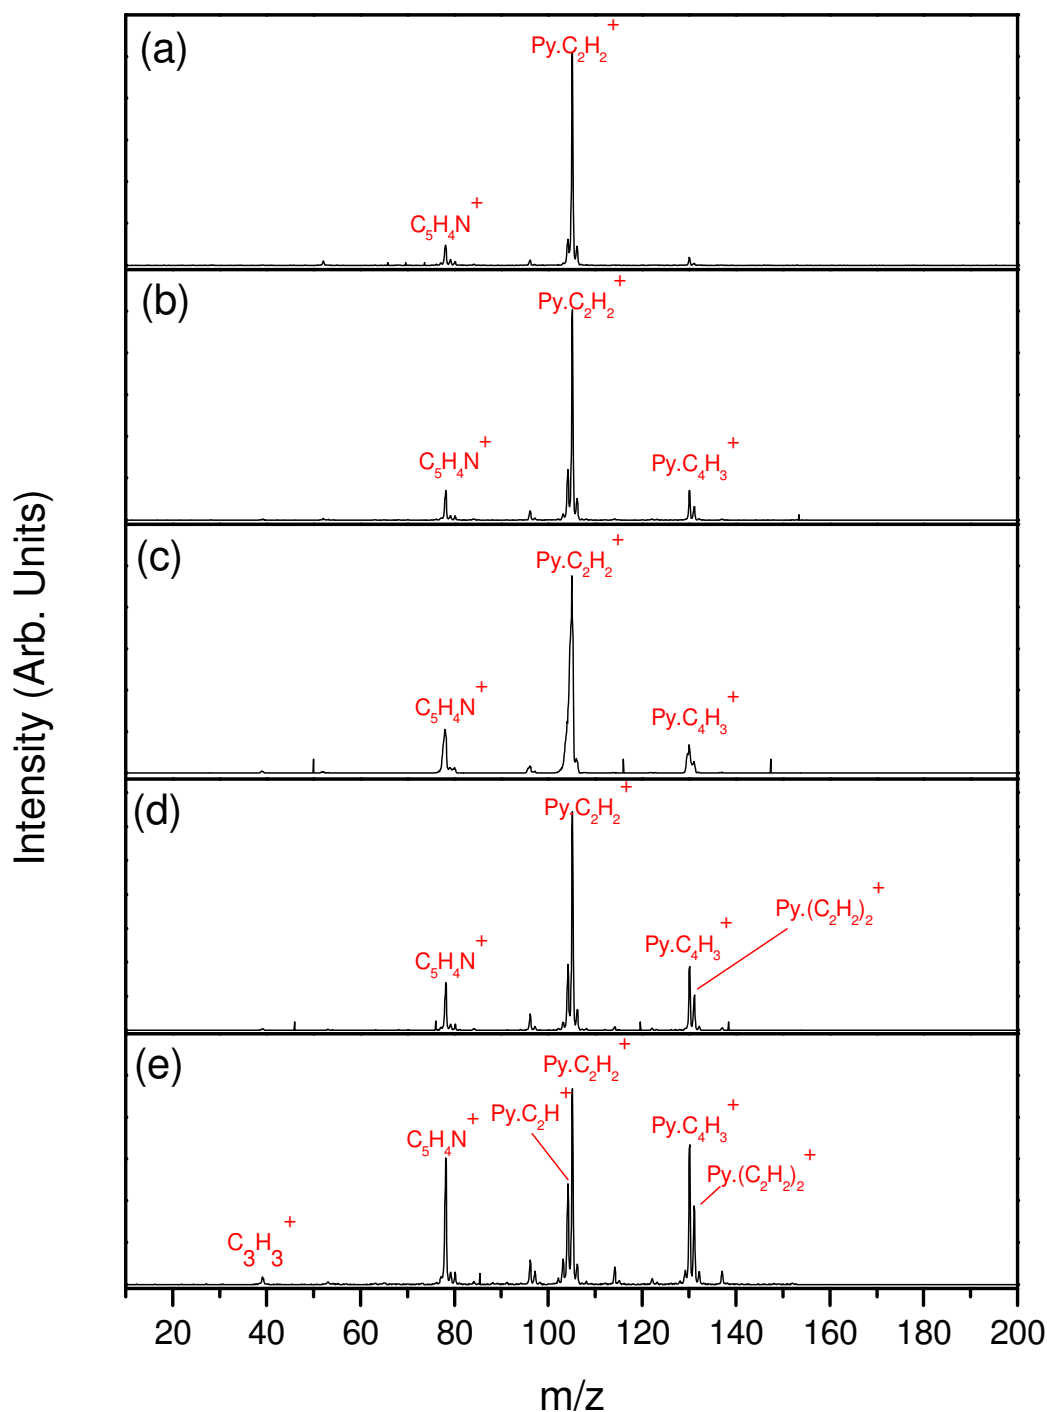 (a)
Py.C₂H₂⁺
C₅H₄N⁺
(b)
Py.C₂H₂⁺
C₅H₄N⁺
Py.C₄H₃⁺
(c)
Py.C₂H₂⁺
C₅H₄N⁺
Py.C₄H₃⁺
(d)
Py.C₂H₂⁺
Py.(C₂H₂)₂⁺
C₅H₄N⁺
Py.C₄H₃⁺
(e)
Py.C₂H₂⁺
Py.C₂H⁺
C₅H₄N⁺
Py.C₄H₃⁺
Py.(C₂H₂)₂⁺
C₃H₃⁺
Intensity (Arb. Units)
20 40 60 80 100 120 140 160 180 200
m/z